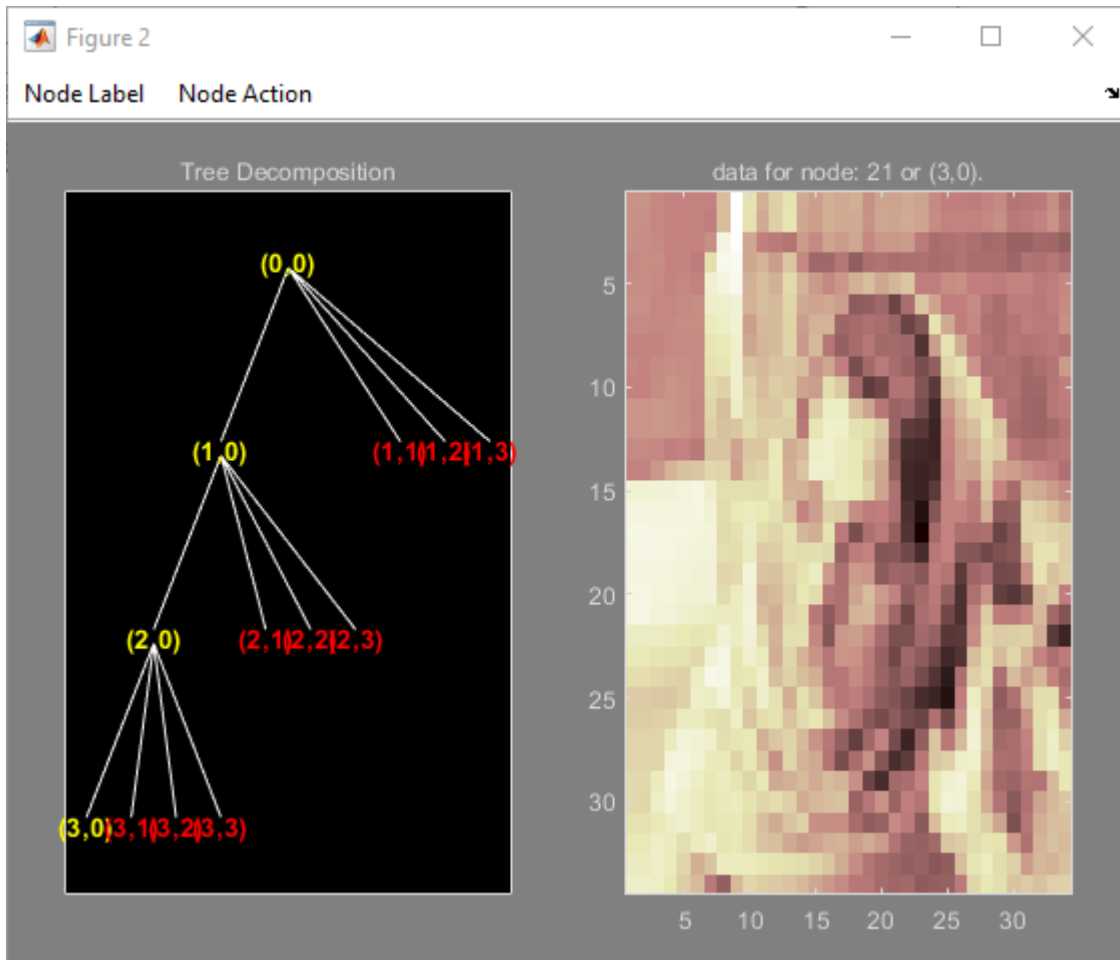 Figure 2
Node Label Node Action
Tree Decomposition
data for node: 21 or (3,0).
(0,0)
(1,0) (1,1) (1,2) (1,3)
(2,0) (2,1) (2,2) (2,3)
(3,0) (3,1) (3,2) (3,3)
5
10
15
20
25
30
5 10 15 20 25 30